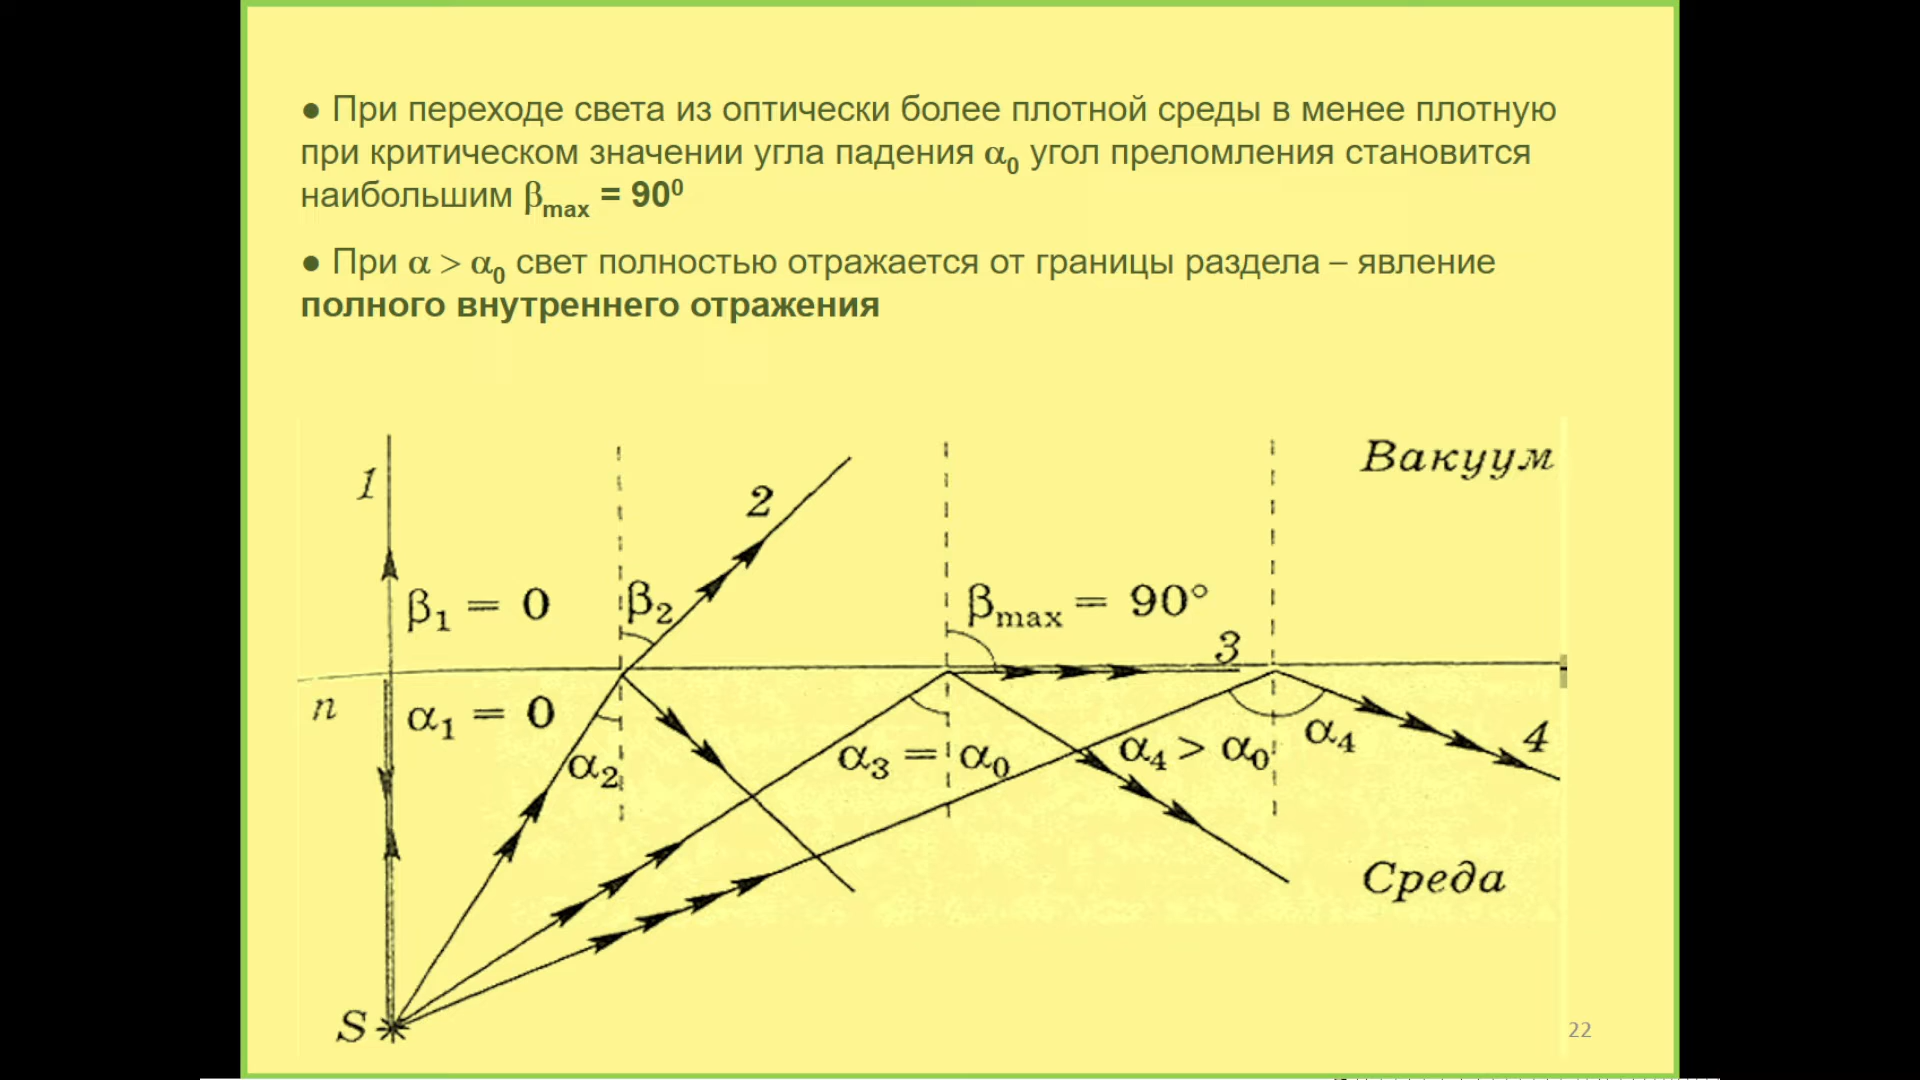 ● При переходе света из оптически более плотной среды в менее плотную
при критическом значении угла падения α₀ угол преломления становится
наибольшим βmax = 90⁰
● При α > α₀ свет полностью отражается от границы раздела – явление
полного внутреннего отражения
Вакуум
1
2
β₁ = 0
β₂
βmax = 90°
3
n
α₁ = 0
α₂
α₃ = α₀
α₄ > α₀
α₄
4
Среда
S
22